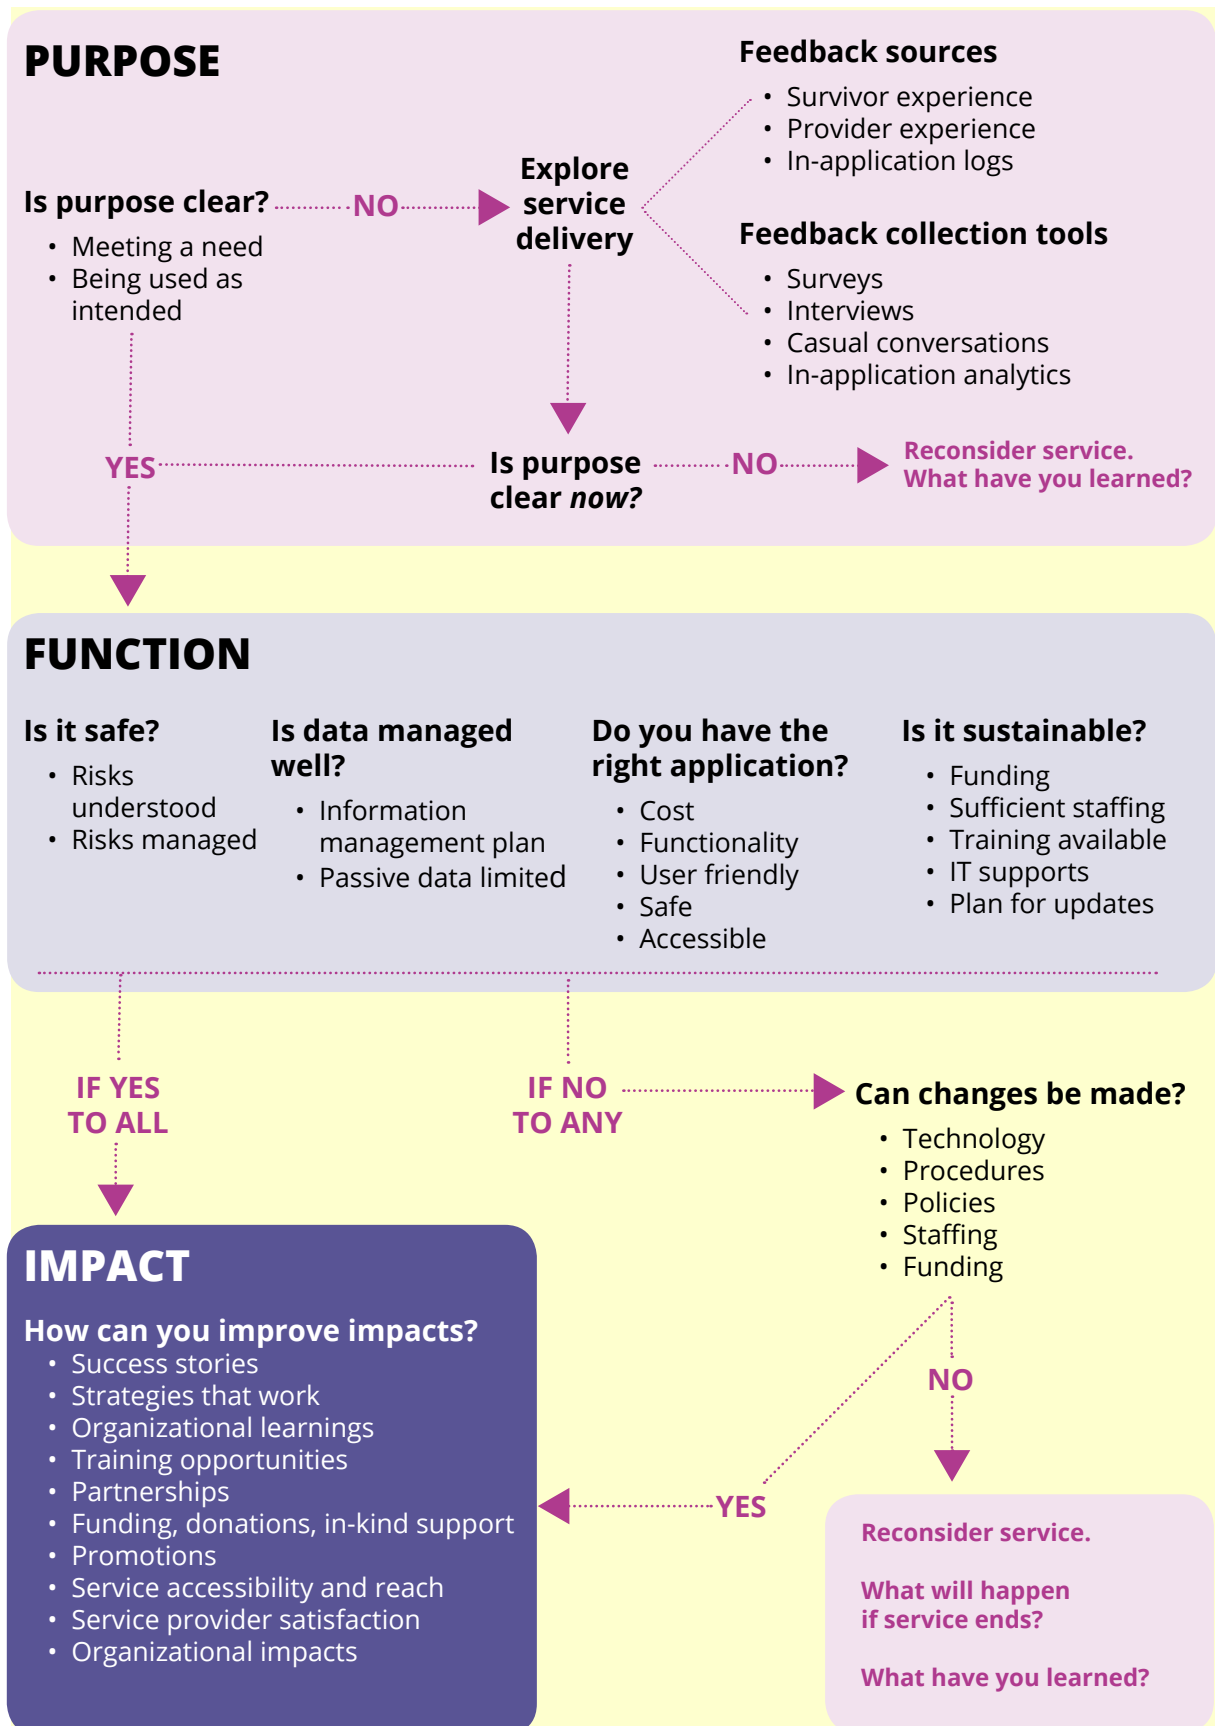 PURPOSE
Is purpose clear?
• Meeting a need
• Being used as
intended
NO
Explore
service
delivery
Feedback sources
• Survivor experience
• Provider experience
• In-application logs
Feedback collection tools
• Surveys
• Interviews
• Casual conversations
• In-application analytics
YES
Is purpose
clear now?
NO
Reconsider service.
What have you learned?
FUNCTION
Is it safe?
• Risks
understood
• Risks managed
Is data managed
well?
• Information
management plan
• Passive data limited
Do you have the
right application?
• Cost
• Functionality
• User friendly
• Safe
• Accessible
Is it sustainable?
• Funding
• Sufficient staffing
• Training available
• IT supports
• Plan for updates
IF YES
TO ALL
IF NO
TO ANY
Can changes be made?
• Technology
• Procedures
• Policies
• Staffing
• Funding
IMPACT
How can you improve impacts?
• Success stories
• Strategies that work
• Organizational learnings
• Training opportunities
• Partnerships
• Funding, donations, in-kind support
• Promotions
• Service accessibility and reach
• Service provider satisfaction
• Organizational impacts
YES
NO
Reconsider service.
What will happen
if service ends?
What have you learned?